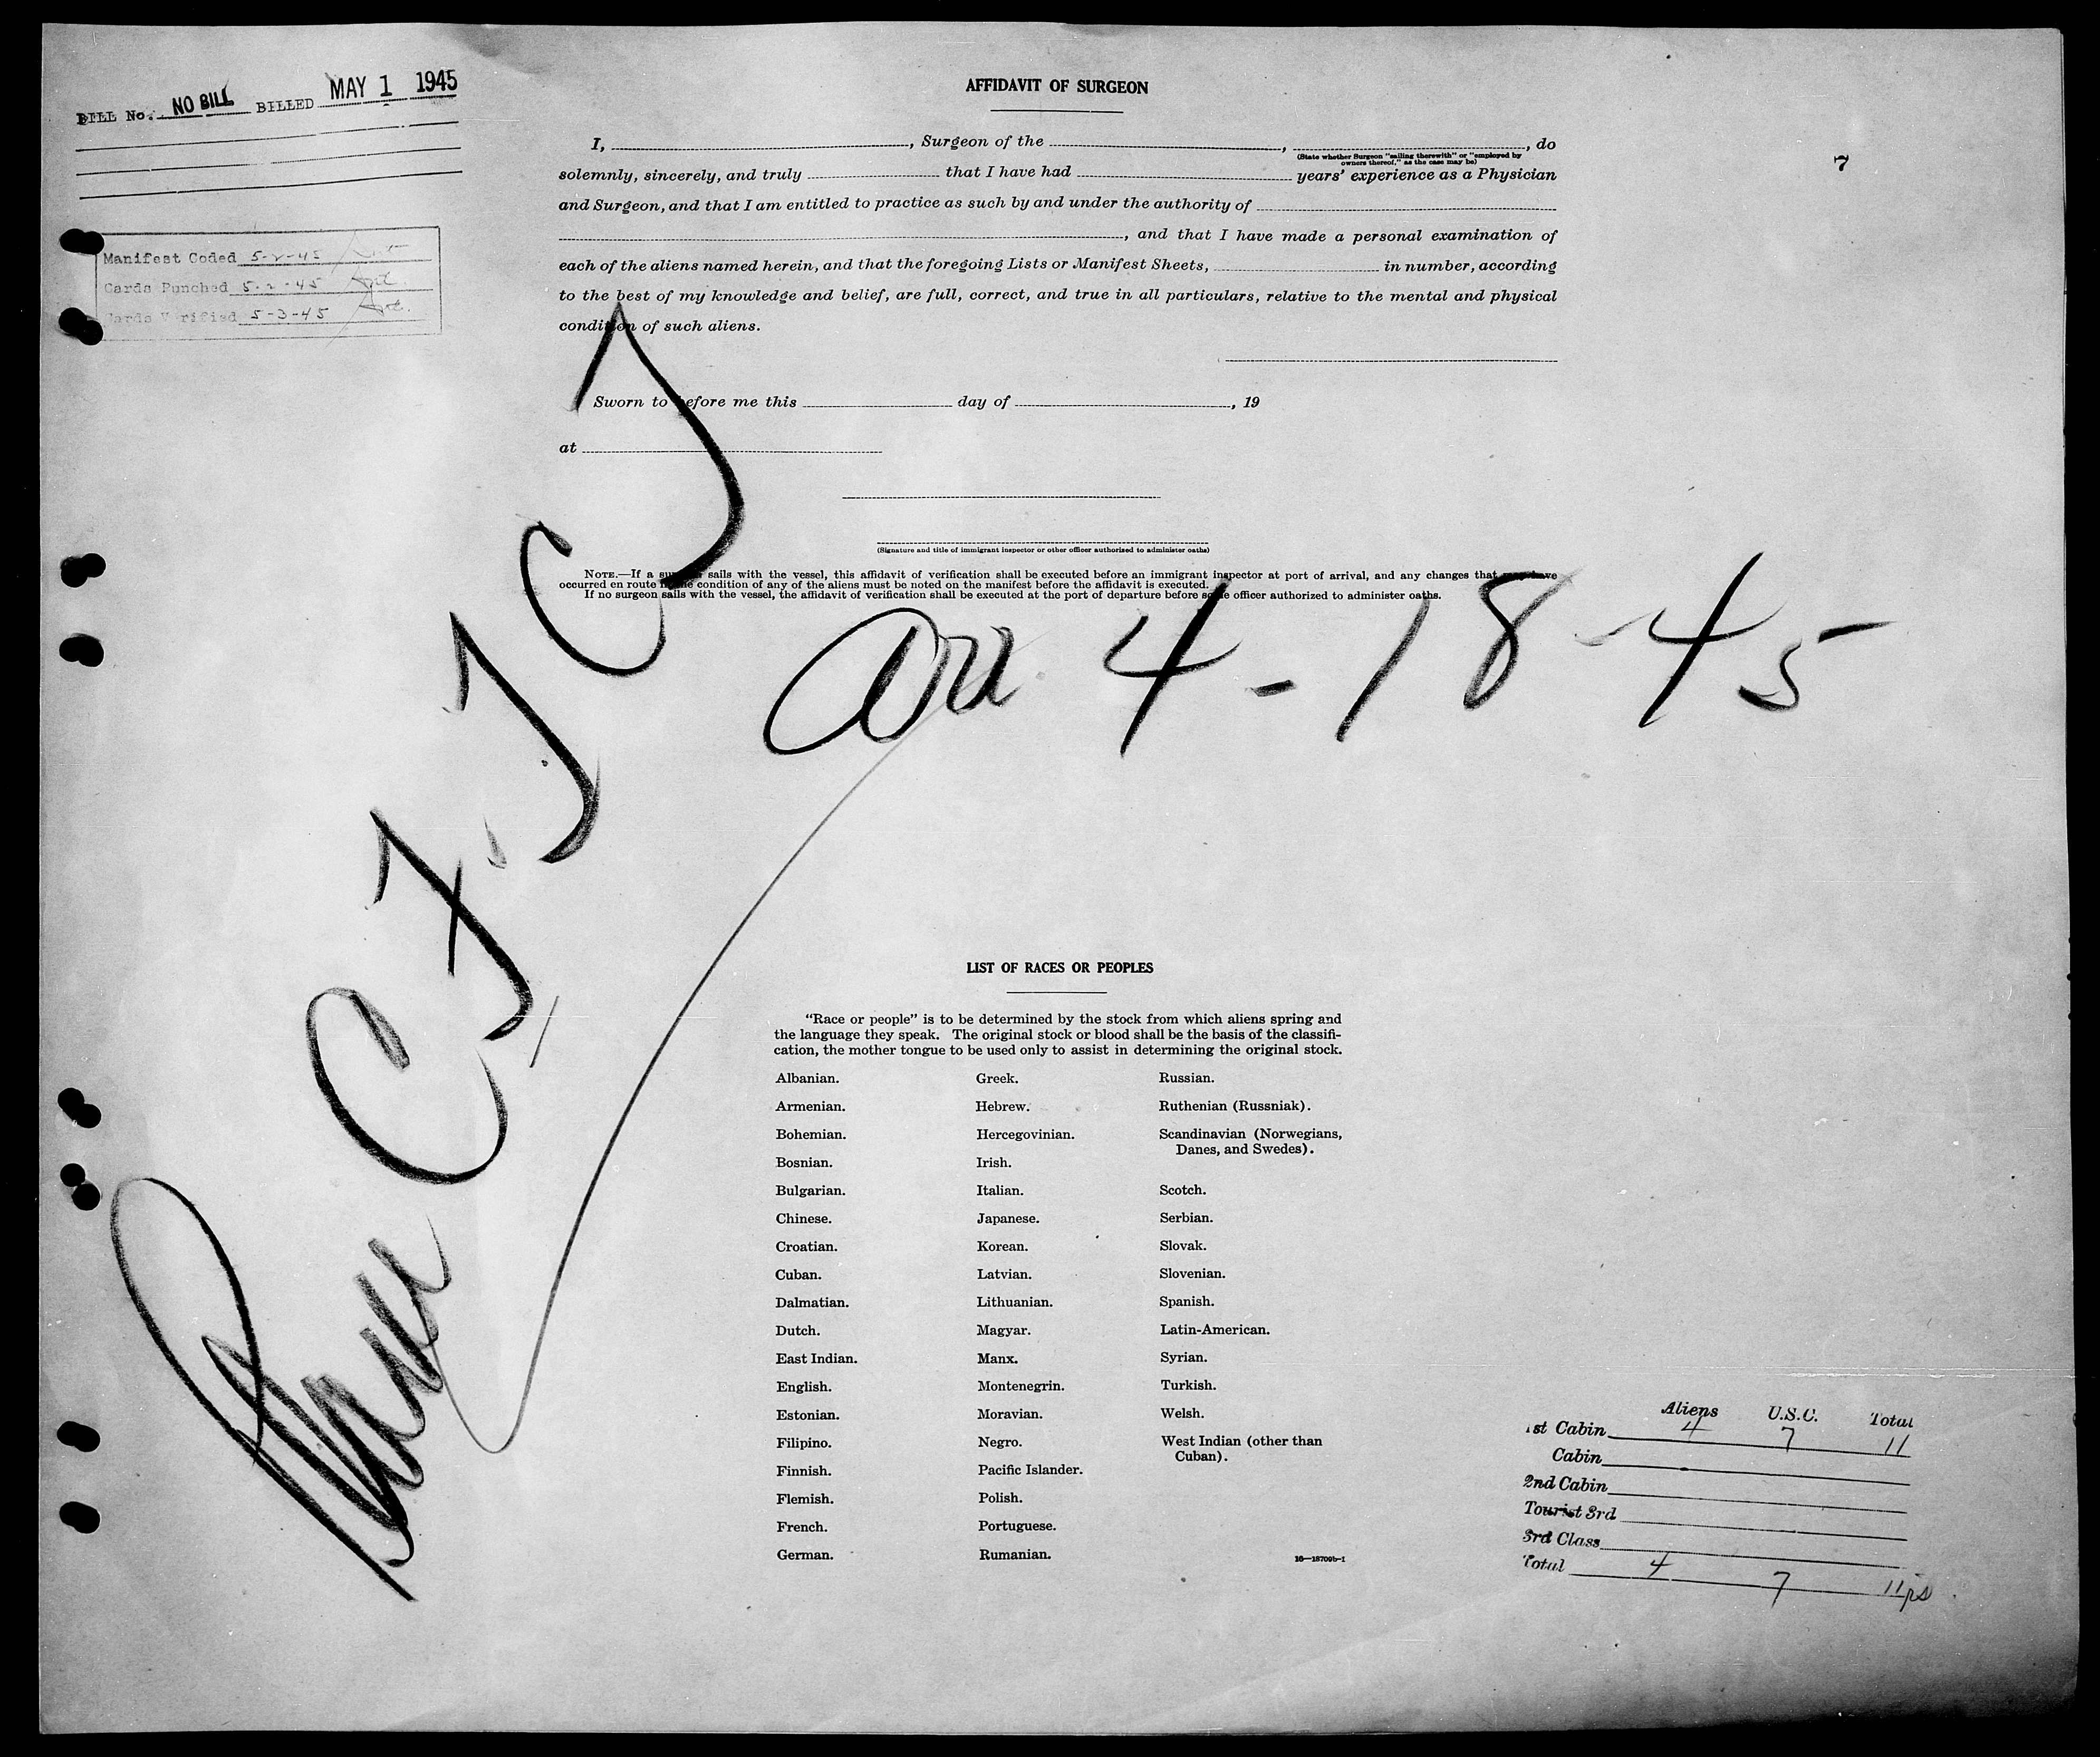 BILL No. NO BILL BILLED MAY 1 1945
Manifest Coded 5-2-45
Cards Punched 5-2-45
Cards Verified 5-3-45
7
AFFIDAVIT OF SURGEON
I, , Surgeon of the , , do
(State whether Surgeon "sailing therewith" or "employed by
owners thereof," as the case may be)
solemnly, sincerely, and truly that I have had years' experience as a Physician
and Surgeon, and that I am entitled to practice as such by and under the authority of
, and that I have made a personal examination of
each of the aliens named herein, and that the foregoing Lists or Manifest Sheets, in number, according
to the best of my knowledge and belief, are full, correct, and true in all particulars, relative to the mental and physical
condition of such aliens.
Sworn to before me this day of , 19
at
(Signature and title of immigrant inspector or other officer authorized to administer oaths)
NOTE.—If a surgeon sails with the vessel, this affidavit of verification shall be executed before an immigrant inspector at port of arrival, and any changes that may have
occurred en route in the condition of any of the aliens must be noted on the manifest before the affidavit is executed.
If no surgeon sails with the vessel, the affidavit of verification shall be executed at the port of departure before some officer authorized to administer oaths.
Plane
Arr. 4-18-45
LIST OF RACES OR PEOPLES
"Race or people" is to be determined by the stock from which aliens spring and
the language they speak. The original stock or blood shall be the basis of the classifi-
cation, the mother tongue to be used only to assist in determining the original stock.
Albanian.
Armenian.
Bohemian.
Bosnian.
Bulgarian.
Chinese.
Croatian.
Cuban.
Dalmatian.
Dutch.
East Indian.
English.
Estonian.
Filipino.
Finnish.
Flemish.
French.
German.
Greek.
Hebrew.
Hercegovinian.
Irish.
Italian.
Japanese.
Korean.
Latvian.
Lithuanian.
Magyar.
Manx.
Montenegrin.
Moravian.
Negro.
Pacific Islander.
Polish.
Portuguese.
Rumanian.
Russian.
Ruthenian (Russniak).
Scandinavian (Norwegians,
Danes, and Swedes).
Scotch.
Serbian.
Slovak.
Slovenian.
Spanish.
Latin-American.
Syrian.
Turkish.
Welsh.
West Indian (other than
Cuban).
16—18709b-1
Aliens U.S.C. Total
1st Cabin 4 7 11
Cabin
2nd Cabin
Tourist 3rd
3rd Class
Total 4 7 11 ps